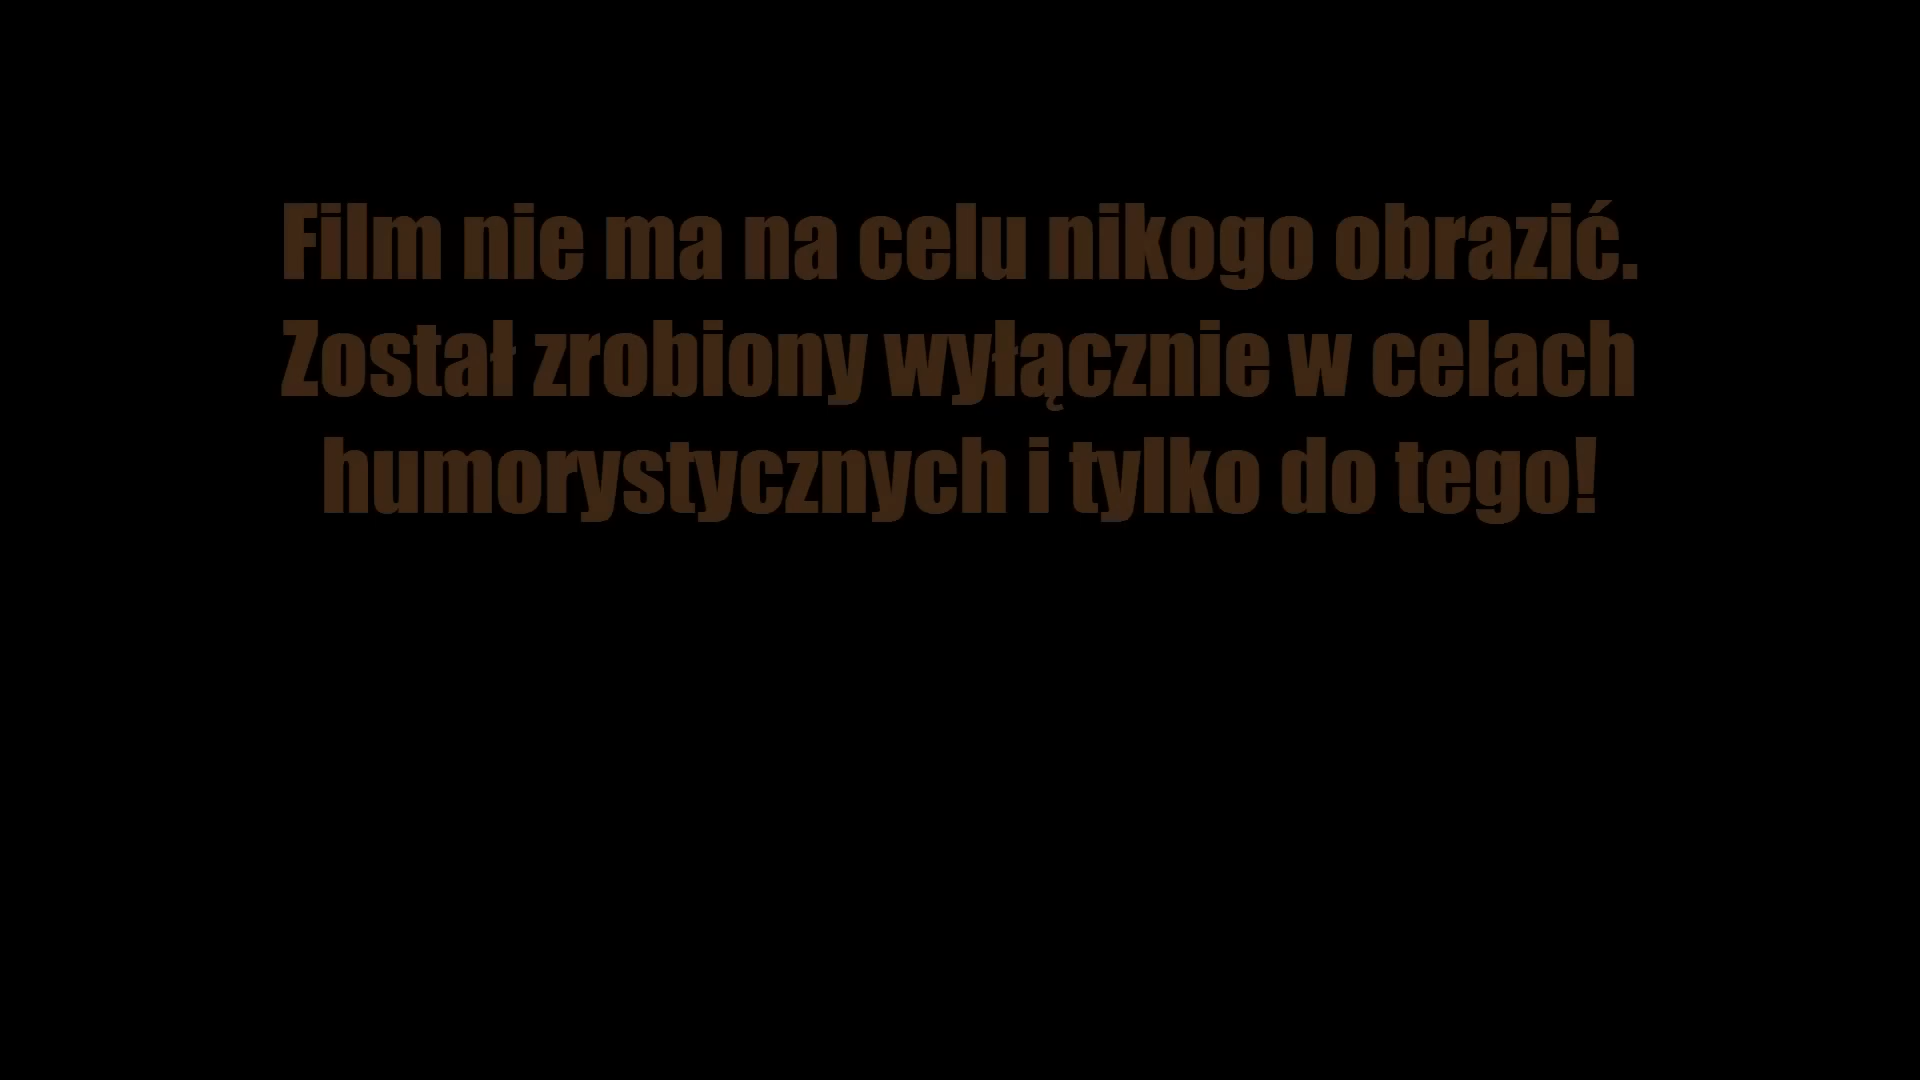 Film nie ma na celu nikogo obrazić.
Został zrobiony wyłącznie w celach
humorystycznych i tylko do tego!